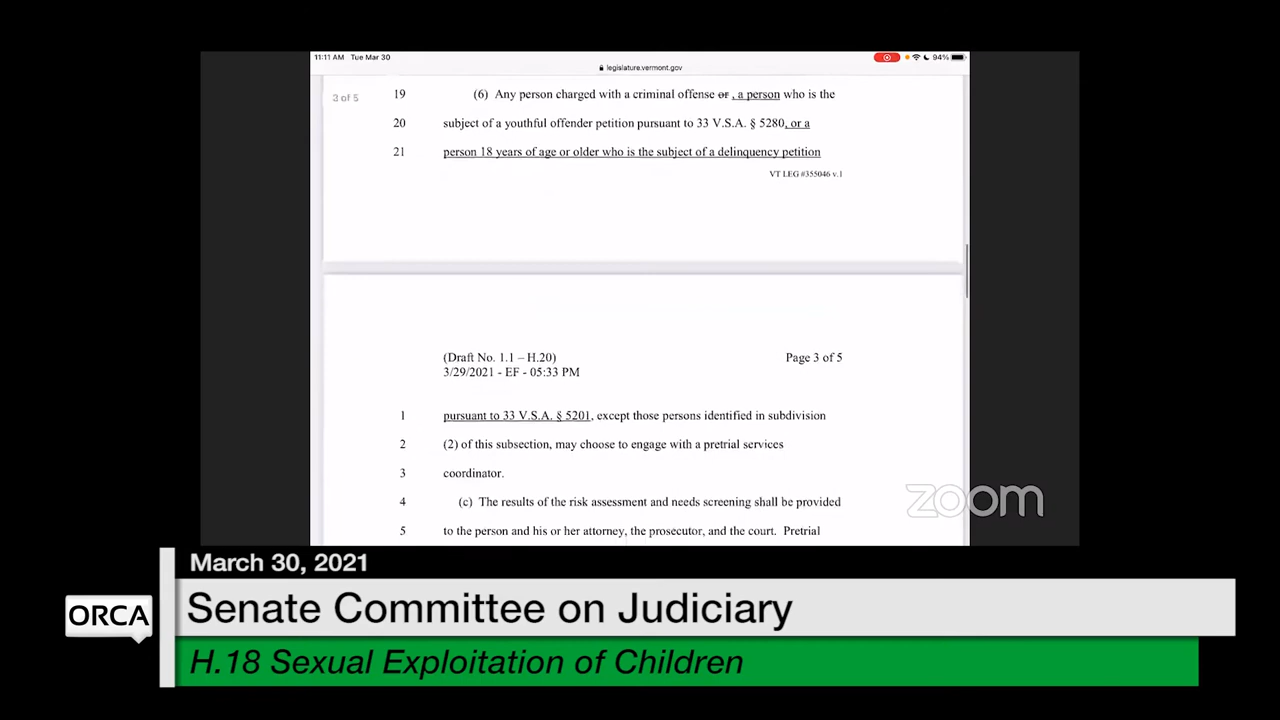 11:11 AM Tue Mar 30
94%
legislature.vermont.gov
3 of 5
19 (6) Any person charged with a criminal offense or , a person who is the
20 subject of a youthful offender petition pursuant to 33 V.S.A. § 5280, or a
21 person 18 years of age or older who is the subject of a delinquency petition
VT LEG #355046 v.1
(Draft No. 1.1 – H.20) Page 3 of 5
3/29/2021 - EF - 05:33 PM
1 pursuant to 33 V.S.A. § 5201, except those persons identified in subdivision
2 (2) of this subsection, may choose to engage with a pretrial services
3 coordinator.
4 (c) The results of the risk assessment and needs screening shall be provided
5 to the person and his or her attorney, the prosecutor, and the court. Pretrial
zoom
March 30, 2021
ORCA
Senate Committee on Judiciary
H.18 Sexual Exploitation of Children